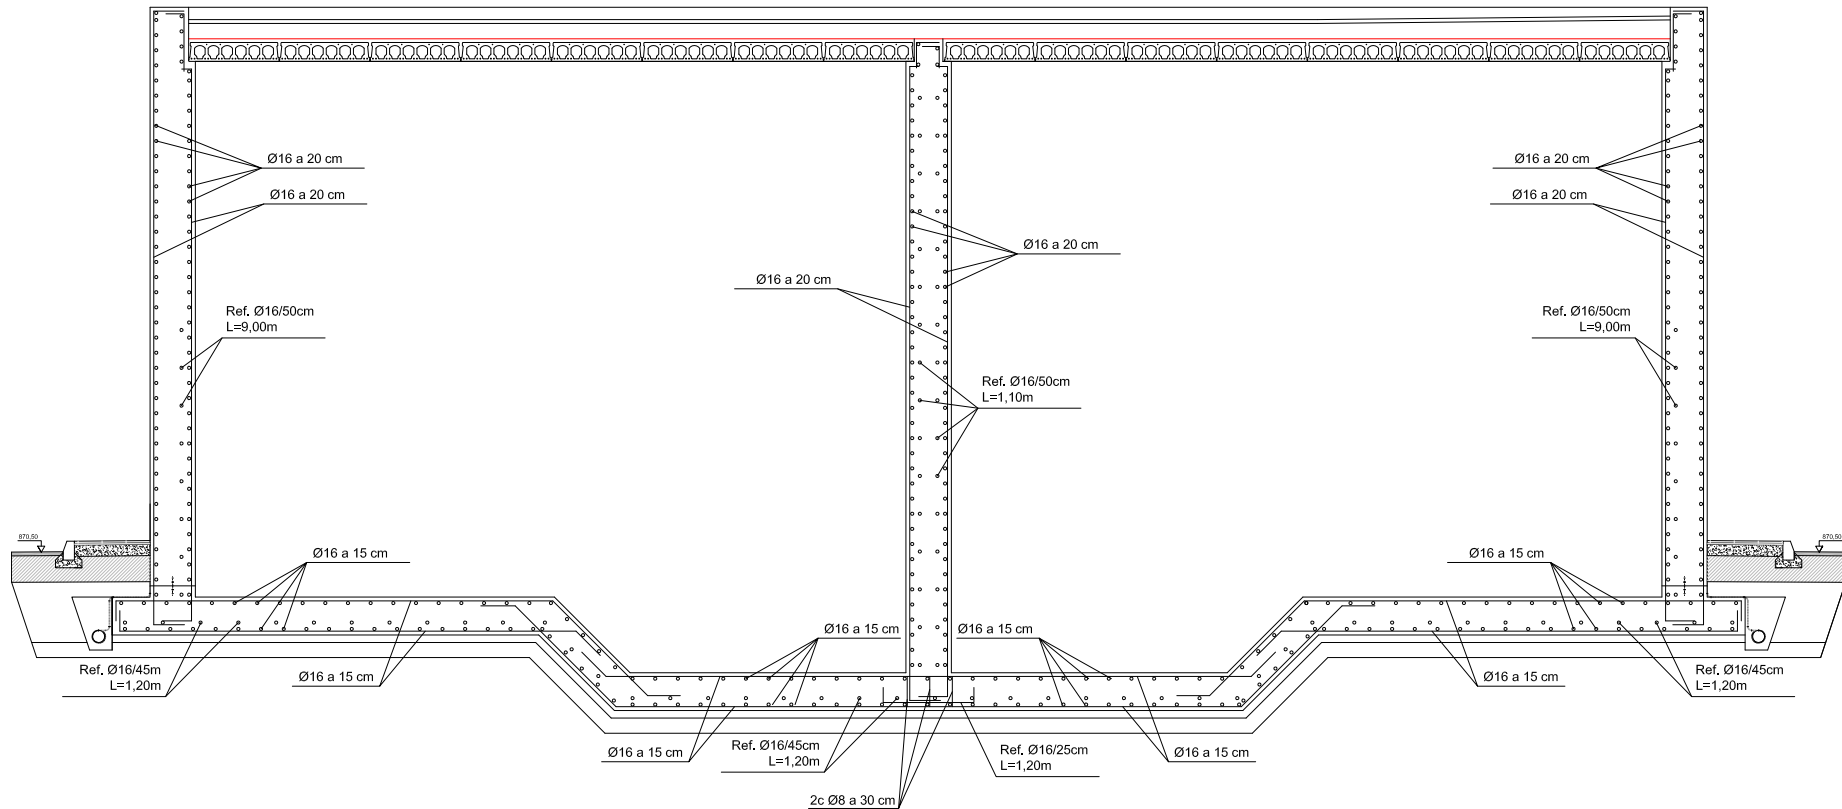 Ø16 a 20 cm
Ø16 a 20 cm
Ø16 a 20 cm
Ø16 a 20 cm
Ø16 a 20 cm
Ø16 a 20 cm
Ref. Ø16/50cm
L=9,00m
Ref. Ø16/50cm
L=9,00m
Ref. Ø16/50cm
L=1,10m
870,50
870,50
Ø16 a 15 cm
Ø16 a 15 cm
Ø16 a 15 cm
Ø16 a 15 cm
Ref. Ø16/45m
L=1,20m
Ø16 a 15 cm
Ø16 a 15 cm
Ref. Ø16/45cm
L=1,20m
Ø16 a 15 cm
Ref. Ø16/45cm
L=1,20m
Ref. Ø16/25cm
L=1,20m
Ø16 a 15 cm
2c Ø8 a 30 cm